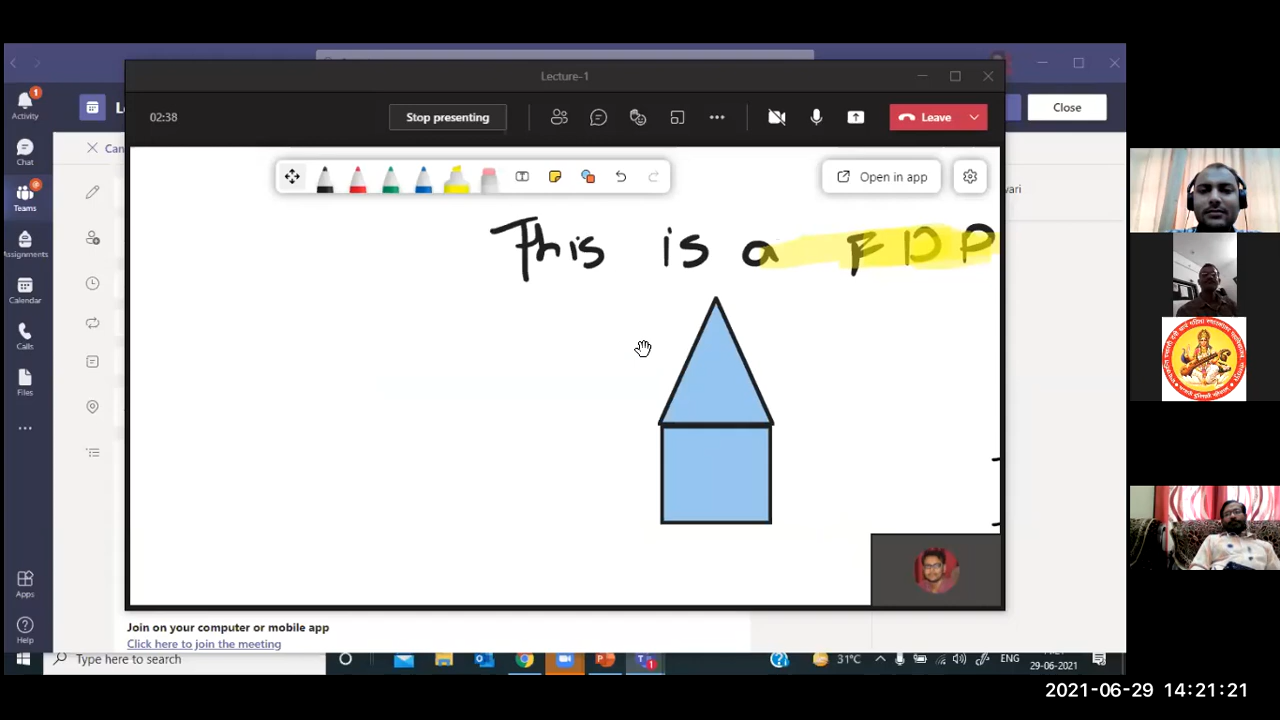 Lecture-1
02:38
Stop presenting
Leave
Close
Activity
Chat
Teams
Assignments
Calendar
Calls
Files
Apps
Help
Can
vari
Open in app
This is a FDP
Join on your computer or mobile app
Click here to join the meeting
Type here to search
31°C
ENG
29-06-2021
2021-06-29 14:21:21